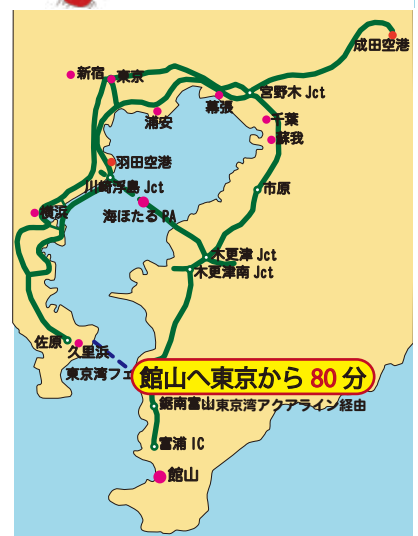 成田空港
新宿
東京
宮野木 Jct
幕張
浦安
千葉
蘇我
羽田空港
川崎浮島 Jct
市原
横浜
海ほたる PA
木更津 Jct
木更津南 Jct
佐原
久里浜
東京湾フェ
館山へ東京から 80 分
鋸南富山
東京湾アクアライン経由
富浦 IC
館山